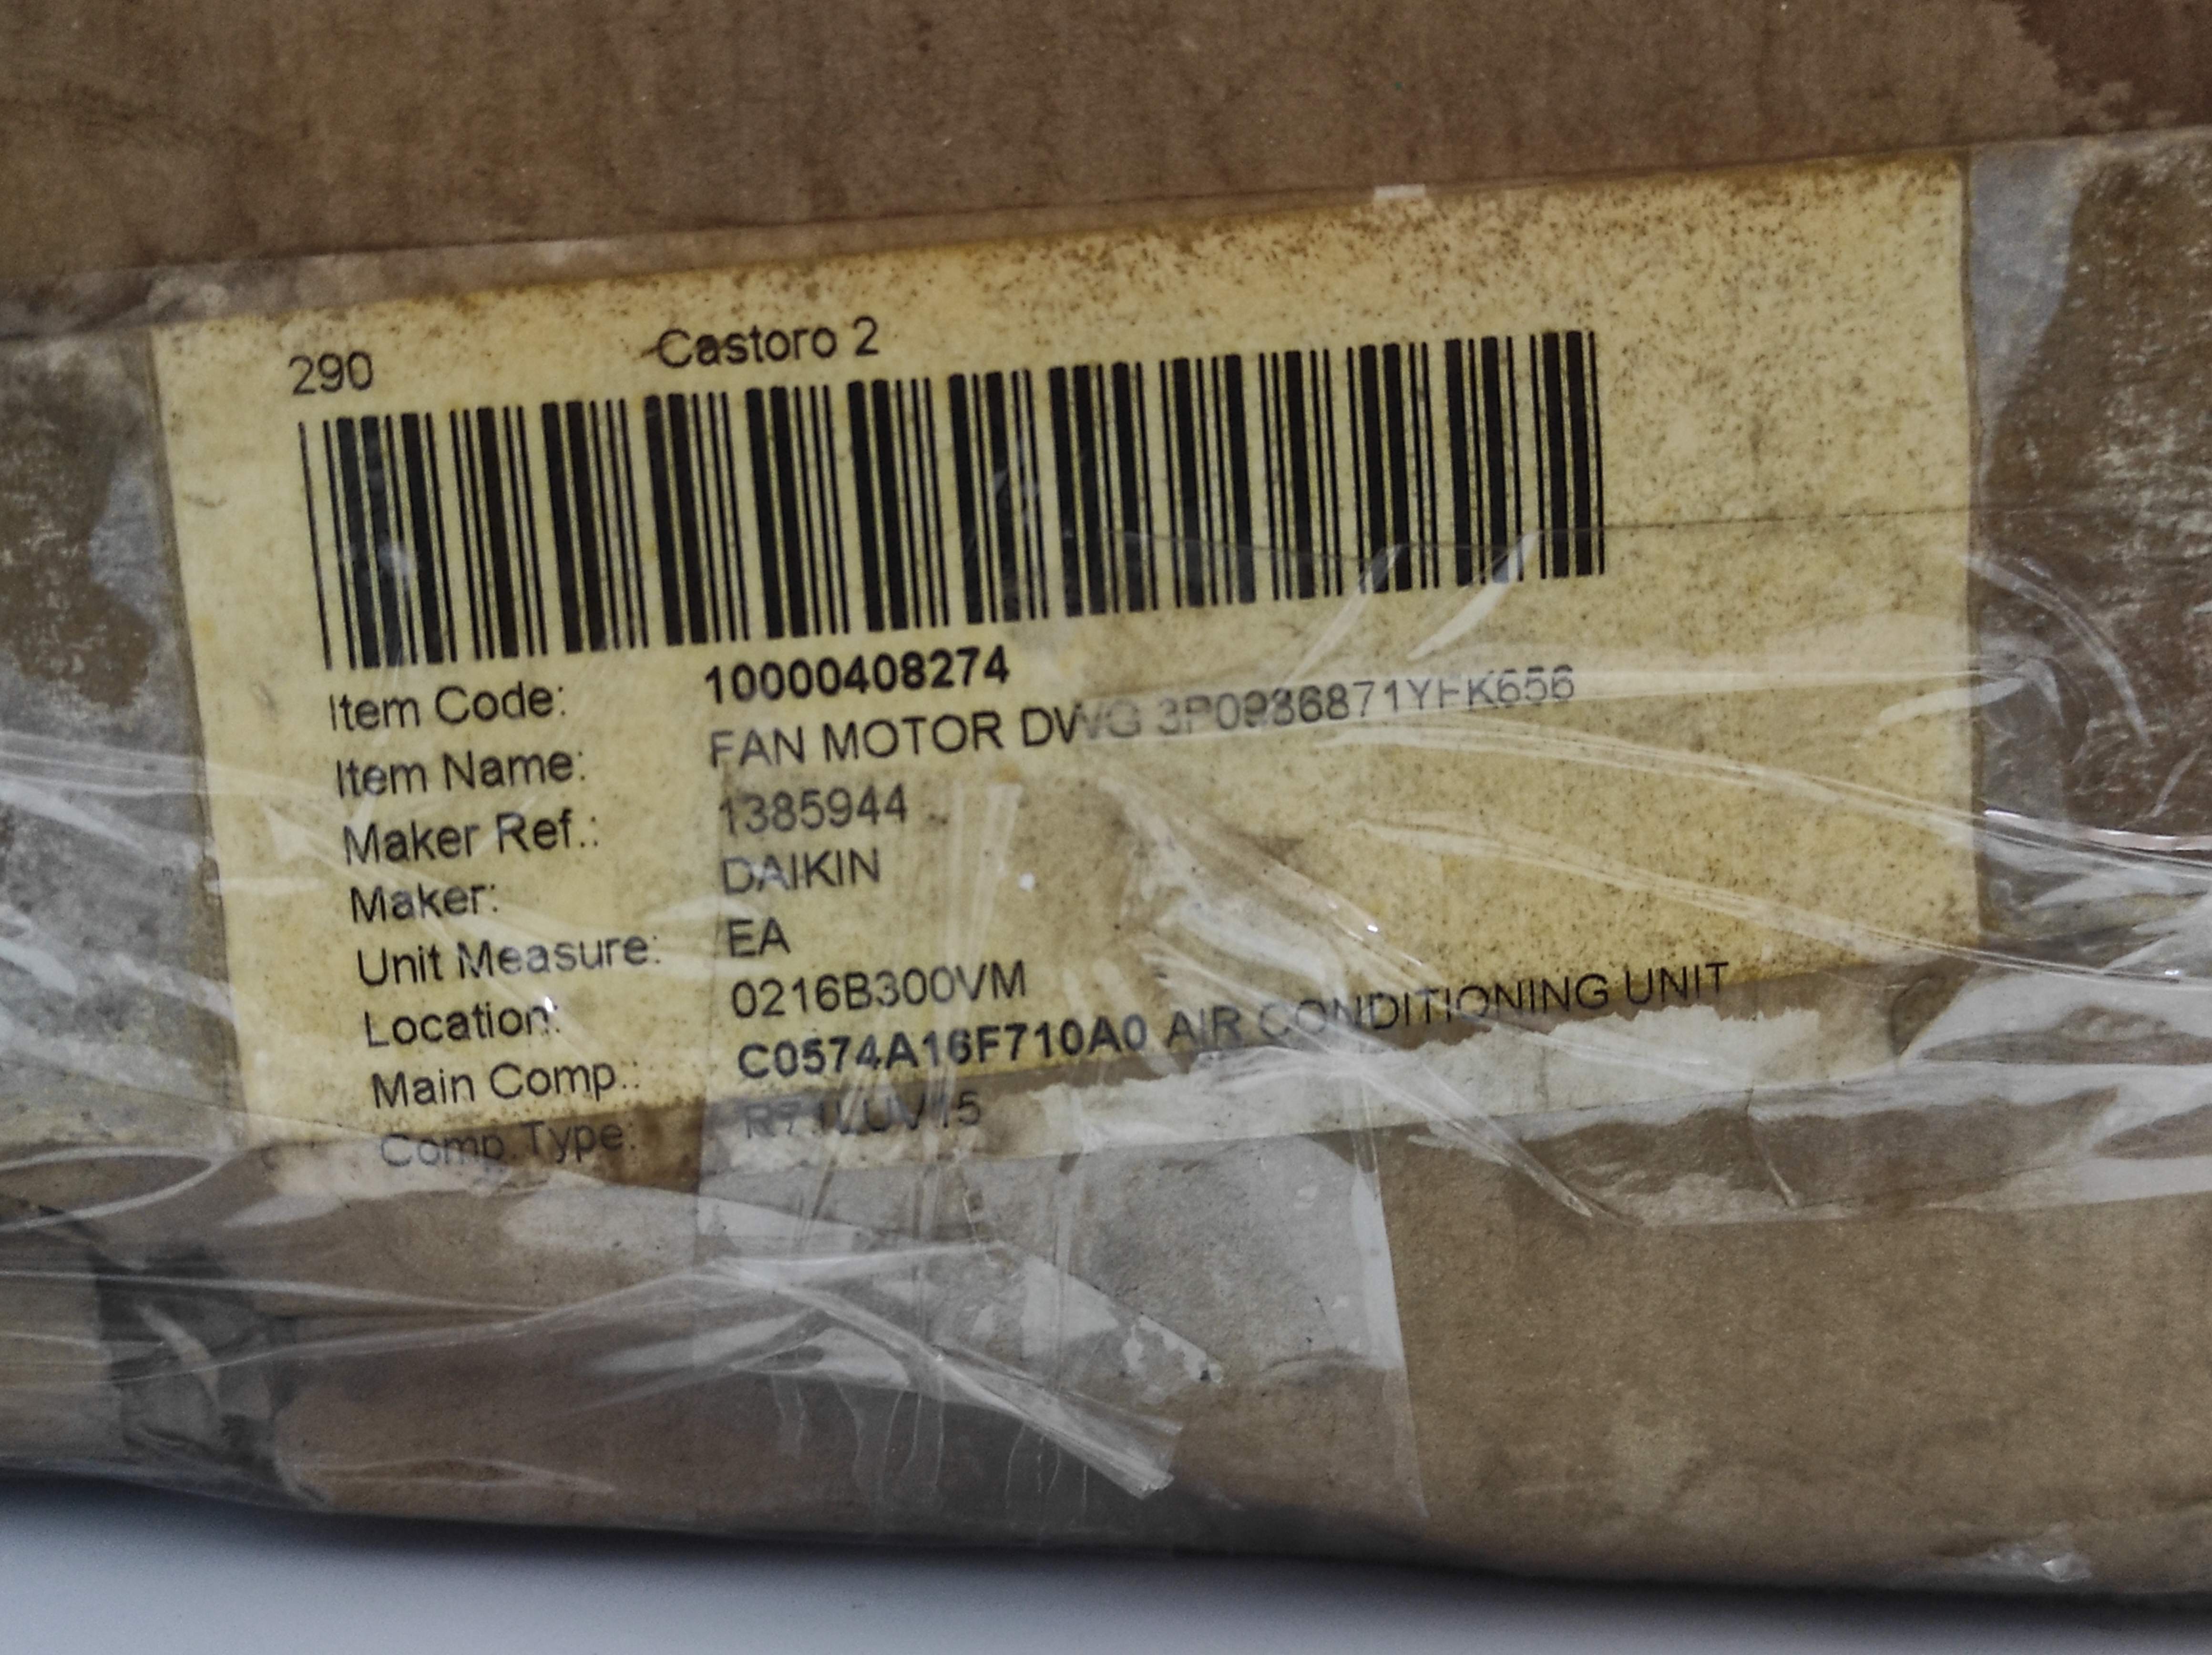 290 Castoro 2
Item Code: 10000408274
Item Name: FAN MOTOR DWG 3P0936871YFK656
Maker Ref.: 1385944
Maker: DAIKIN
Unit Measure: EA
Location: 0216B300VM
Main Comp.: C0574A16F710A0 AIR CONDITIONING UNIT
Comp.Type: